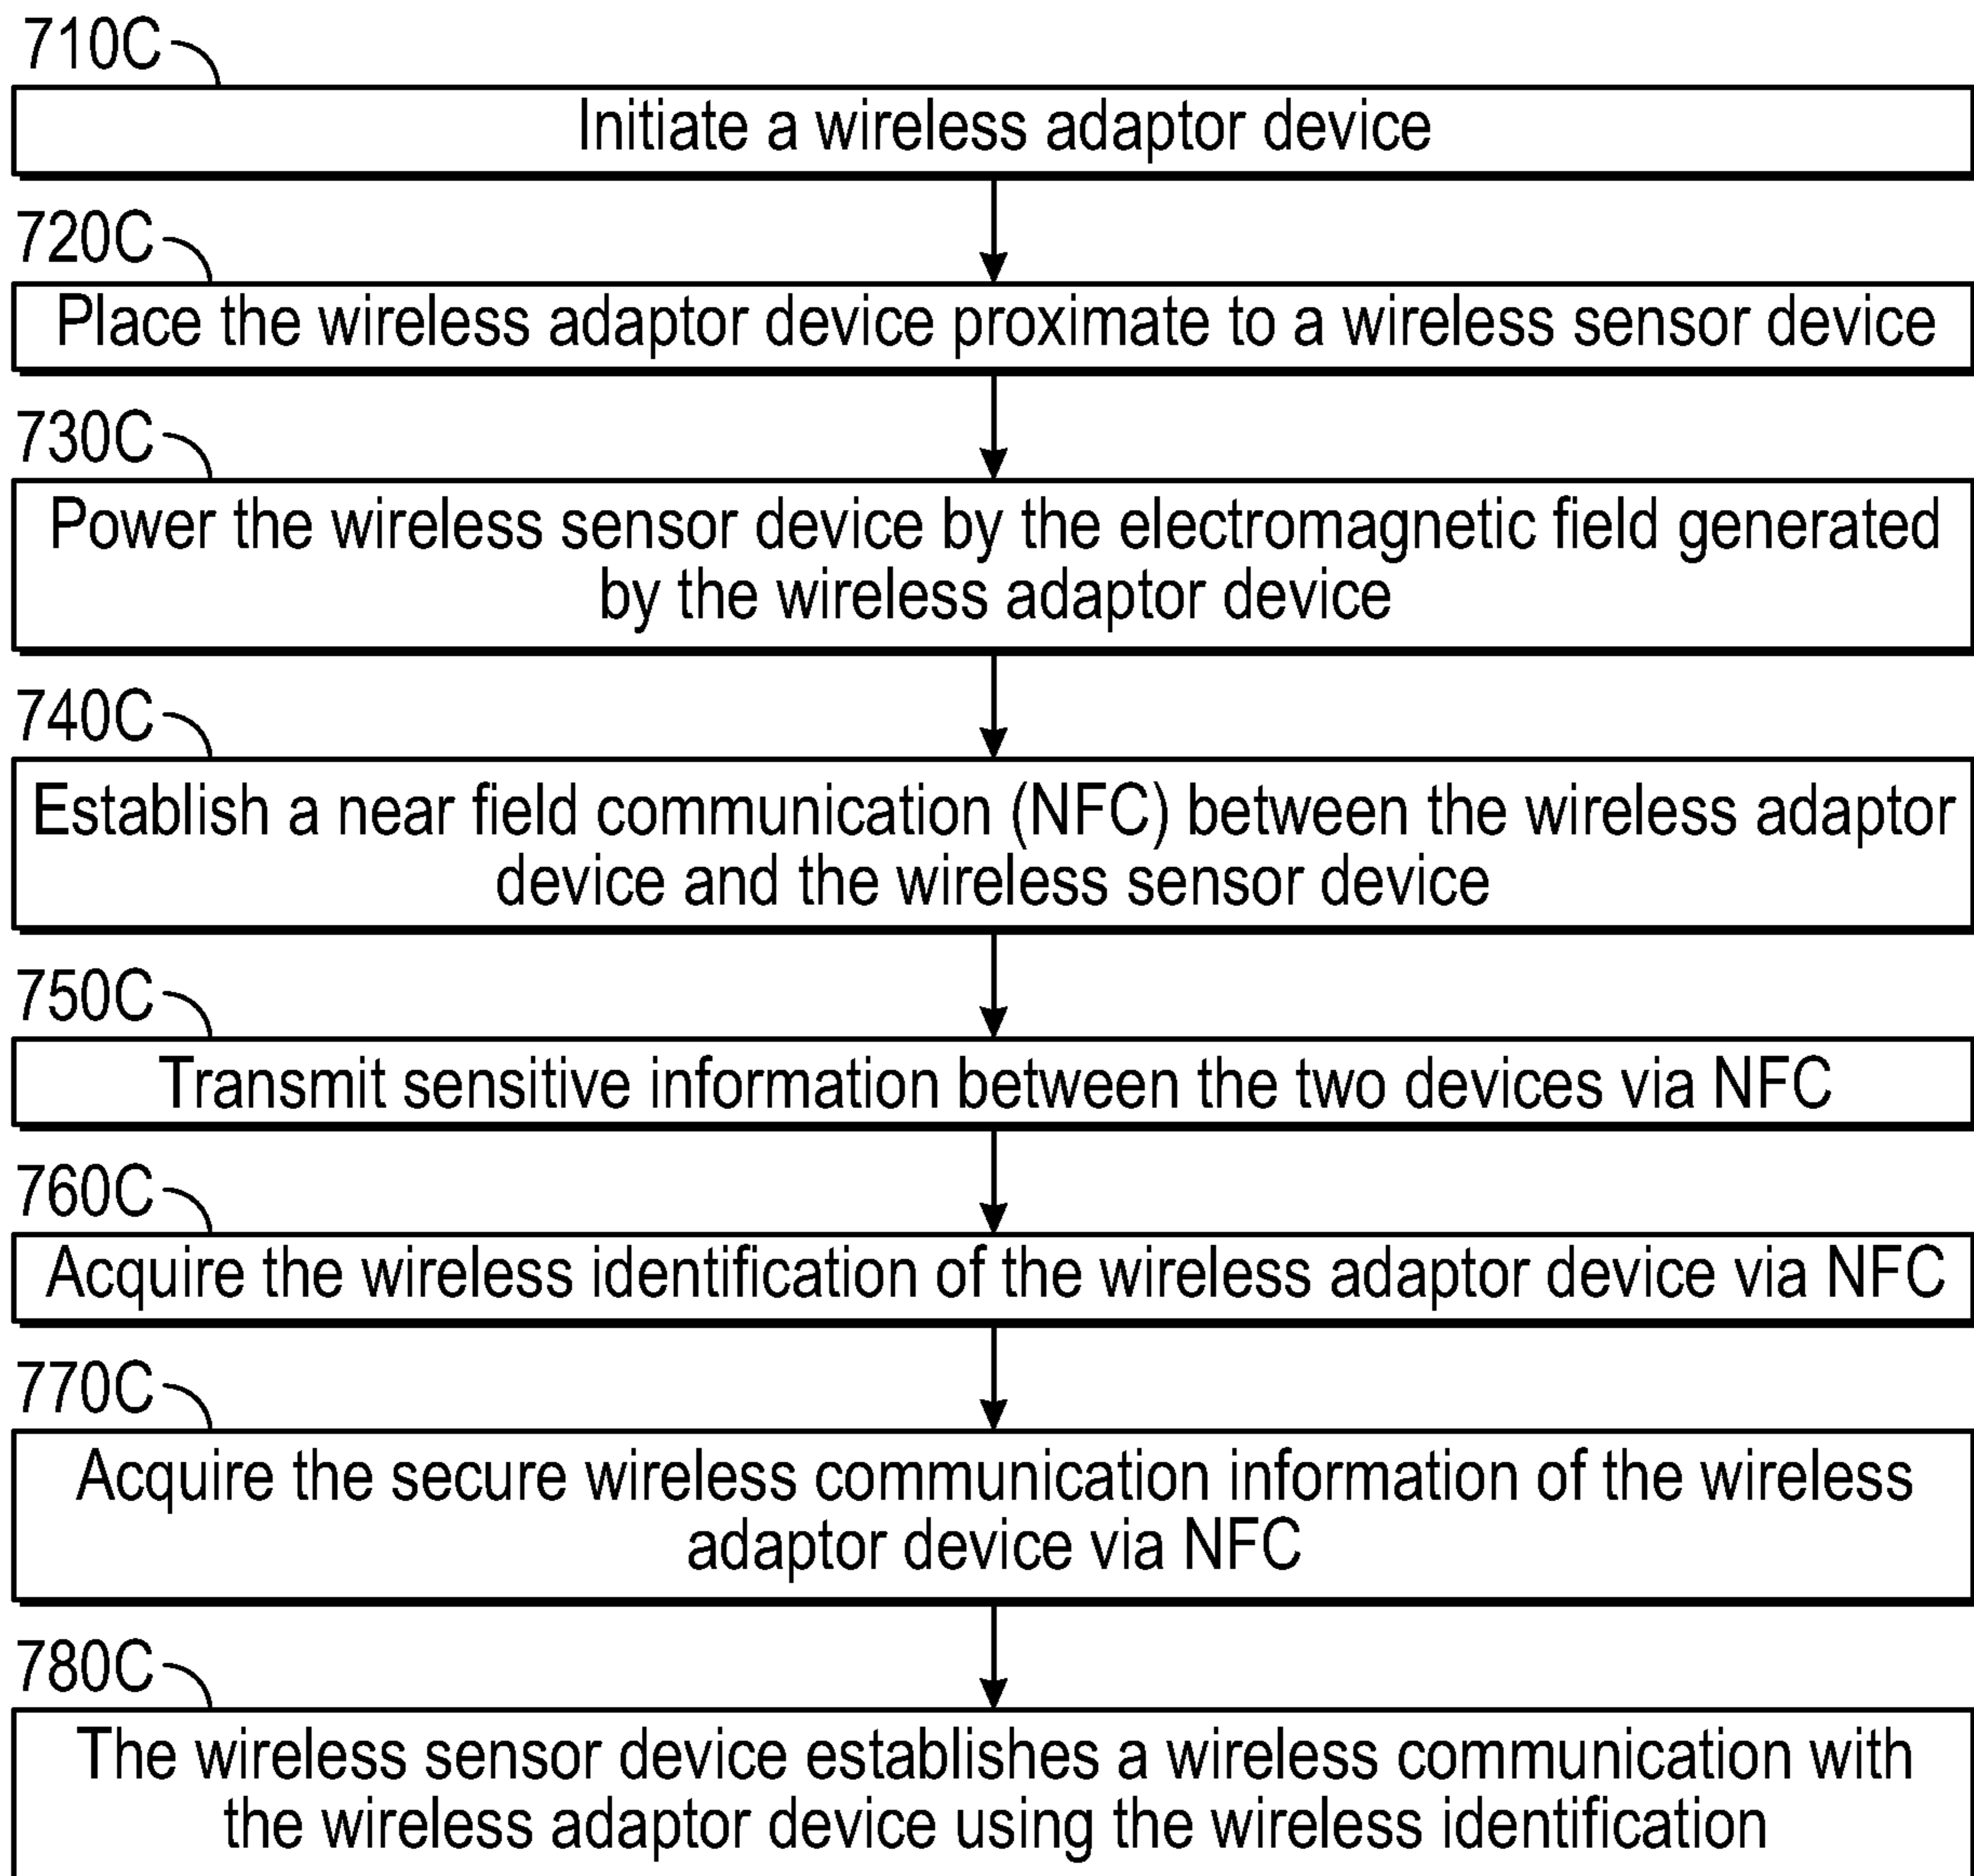 710C
Initiate a wireless adaptor device
720C
Place the wireless adaptor device proximate to a wireless sensor device
730C
Power the wireless sensor device by the electromagnetic field generated
by the wireless adaptor device
740C
Establish a near field communication (NFC) between the wireless adaptor
device and the wireless sensor device
750C
Transmit sensitive information between the two devices via NFC
760C
Acquire the wireless identification of the wireless adaptor device via NFC
770C
Acquire the secure wireless communication information of the wireless
adaptor device via NFC
780C
The wireless sensor device establishes a wireless communication with
the wireless adaptor device using the wireless identification